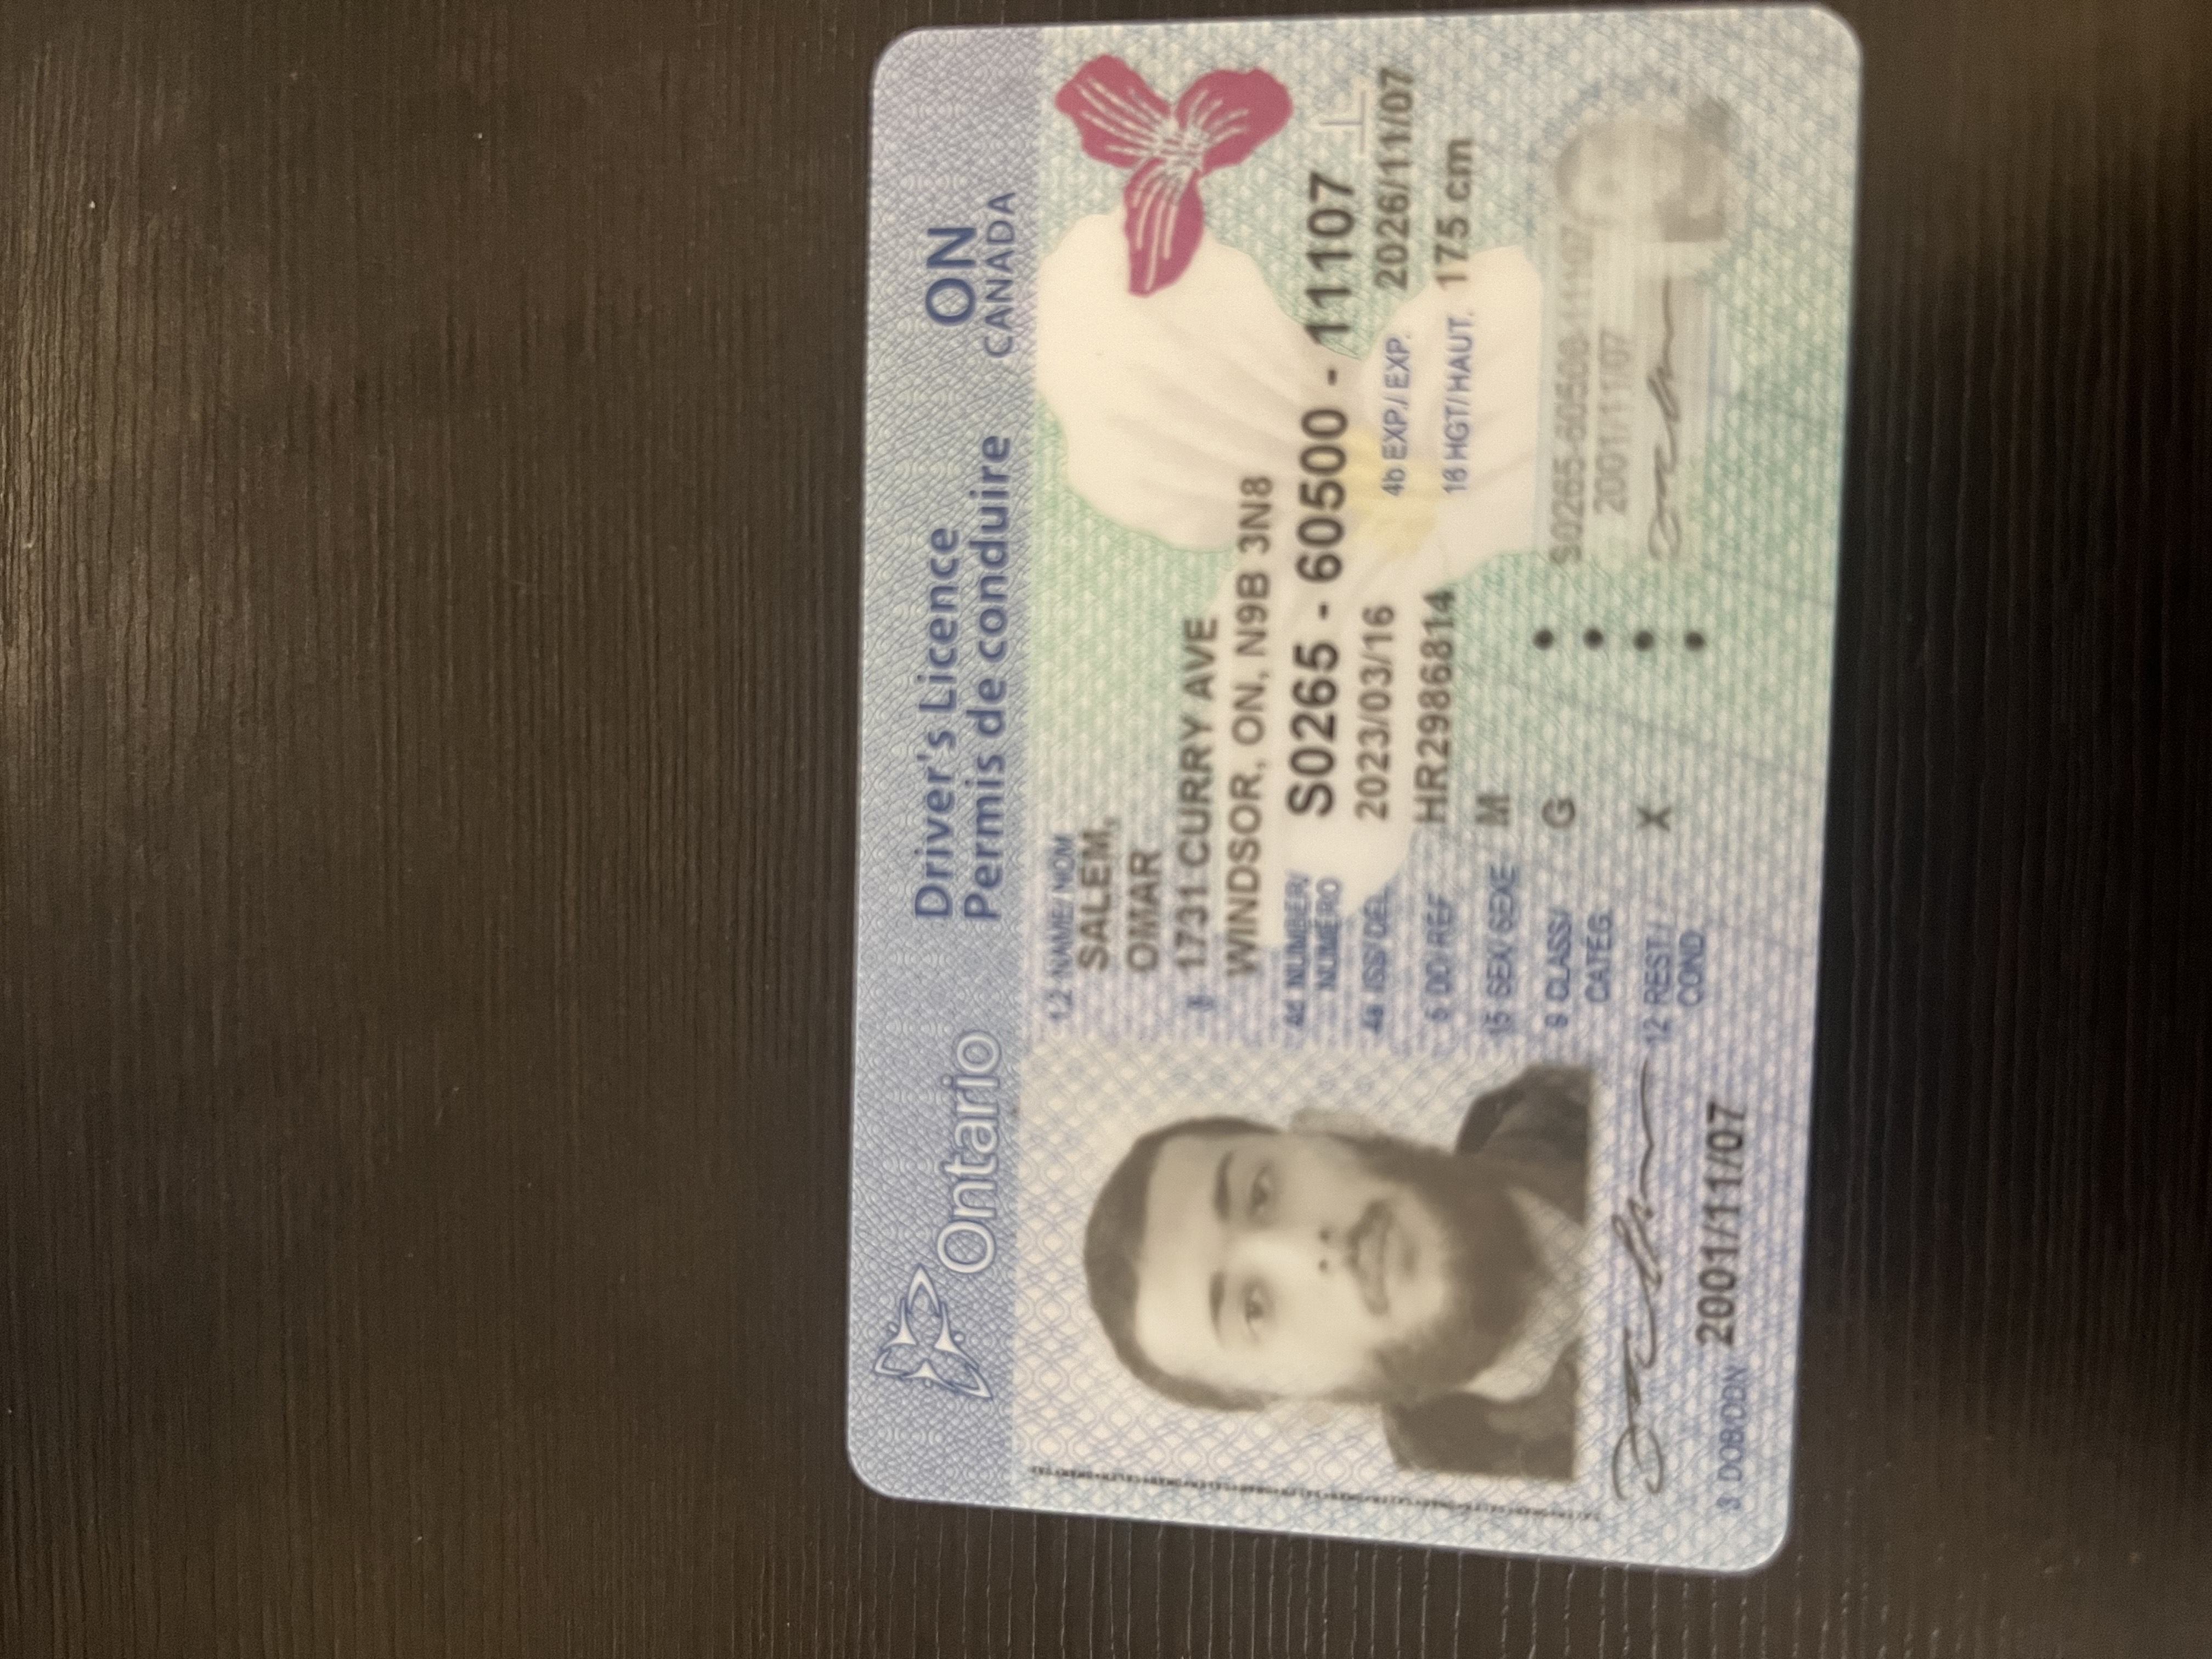 Ontario
Driver's Licence
Permis de conduire
ON
CANADA
1,2 NAME/ NOM
SALEM,
OMAR
8 1731 CURRY AVE
WINDSOR, ON, N9B 3N8
4d NUMBER/ NUMÉRO S0265 - 60500 - 11107
4a ISS/ DÉL 2023/03/16 4b EXP./ EXP. 2026/11/07
5 DD/ REF HR2986814 16 HGT/HAUT. 175 cm
15 SEX/ SEXE M
9 CLASS/ CATÉG. G
12 REST./ COND. X
S0265-60500-11107
2001/11/07
3 DOB/DDN 2001/11/07